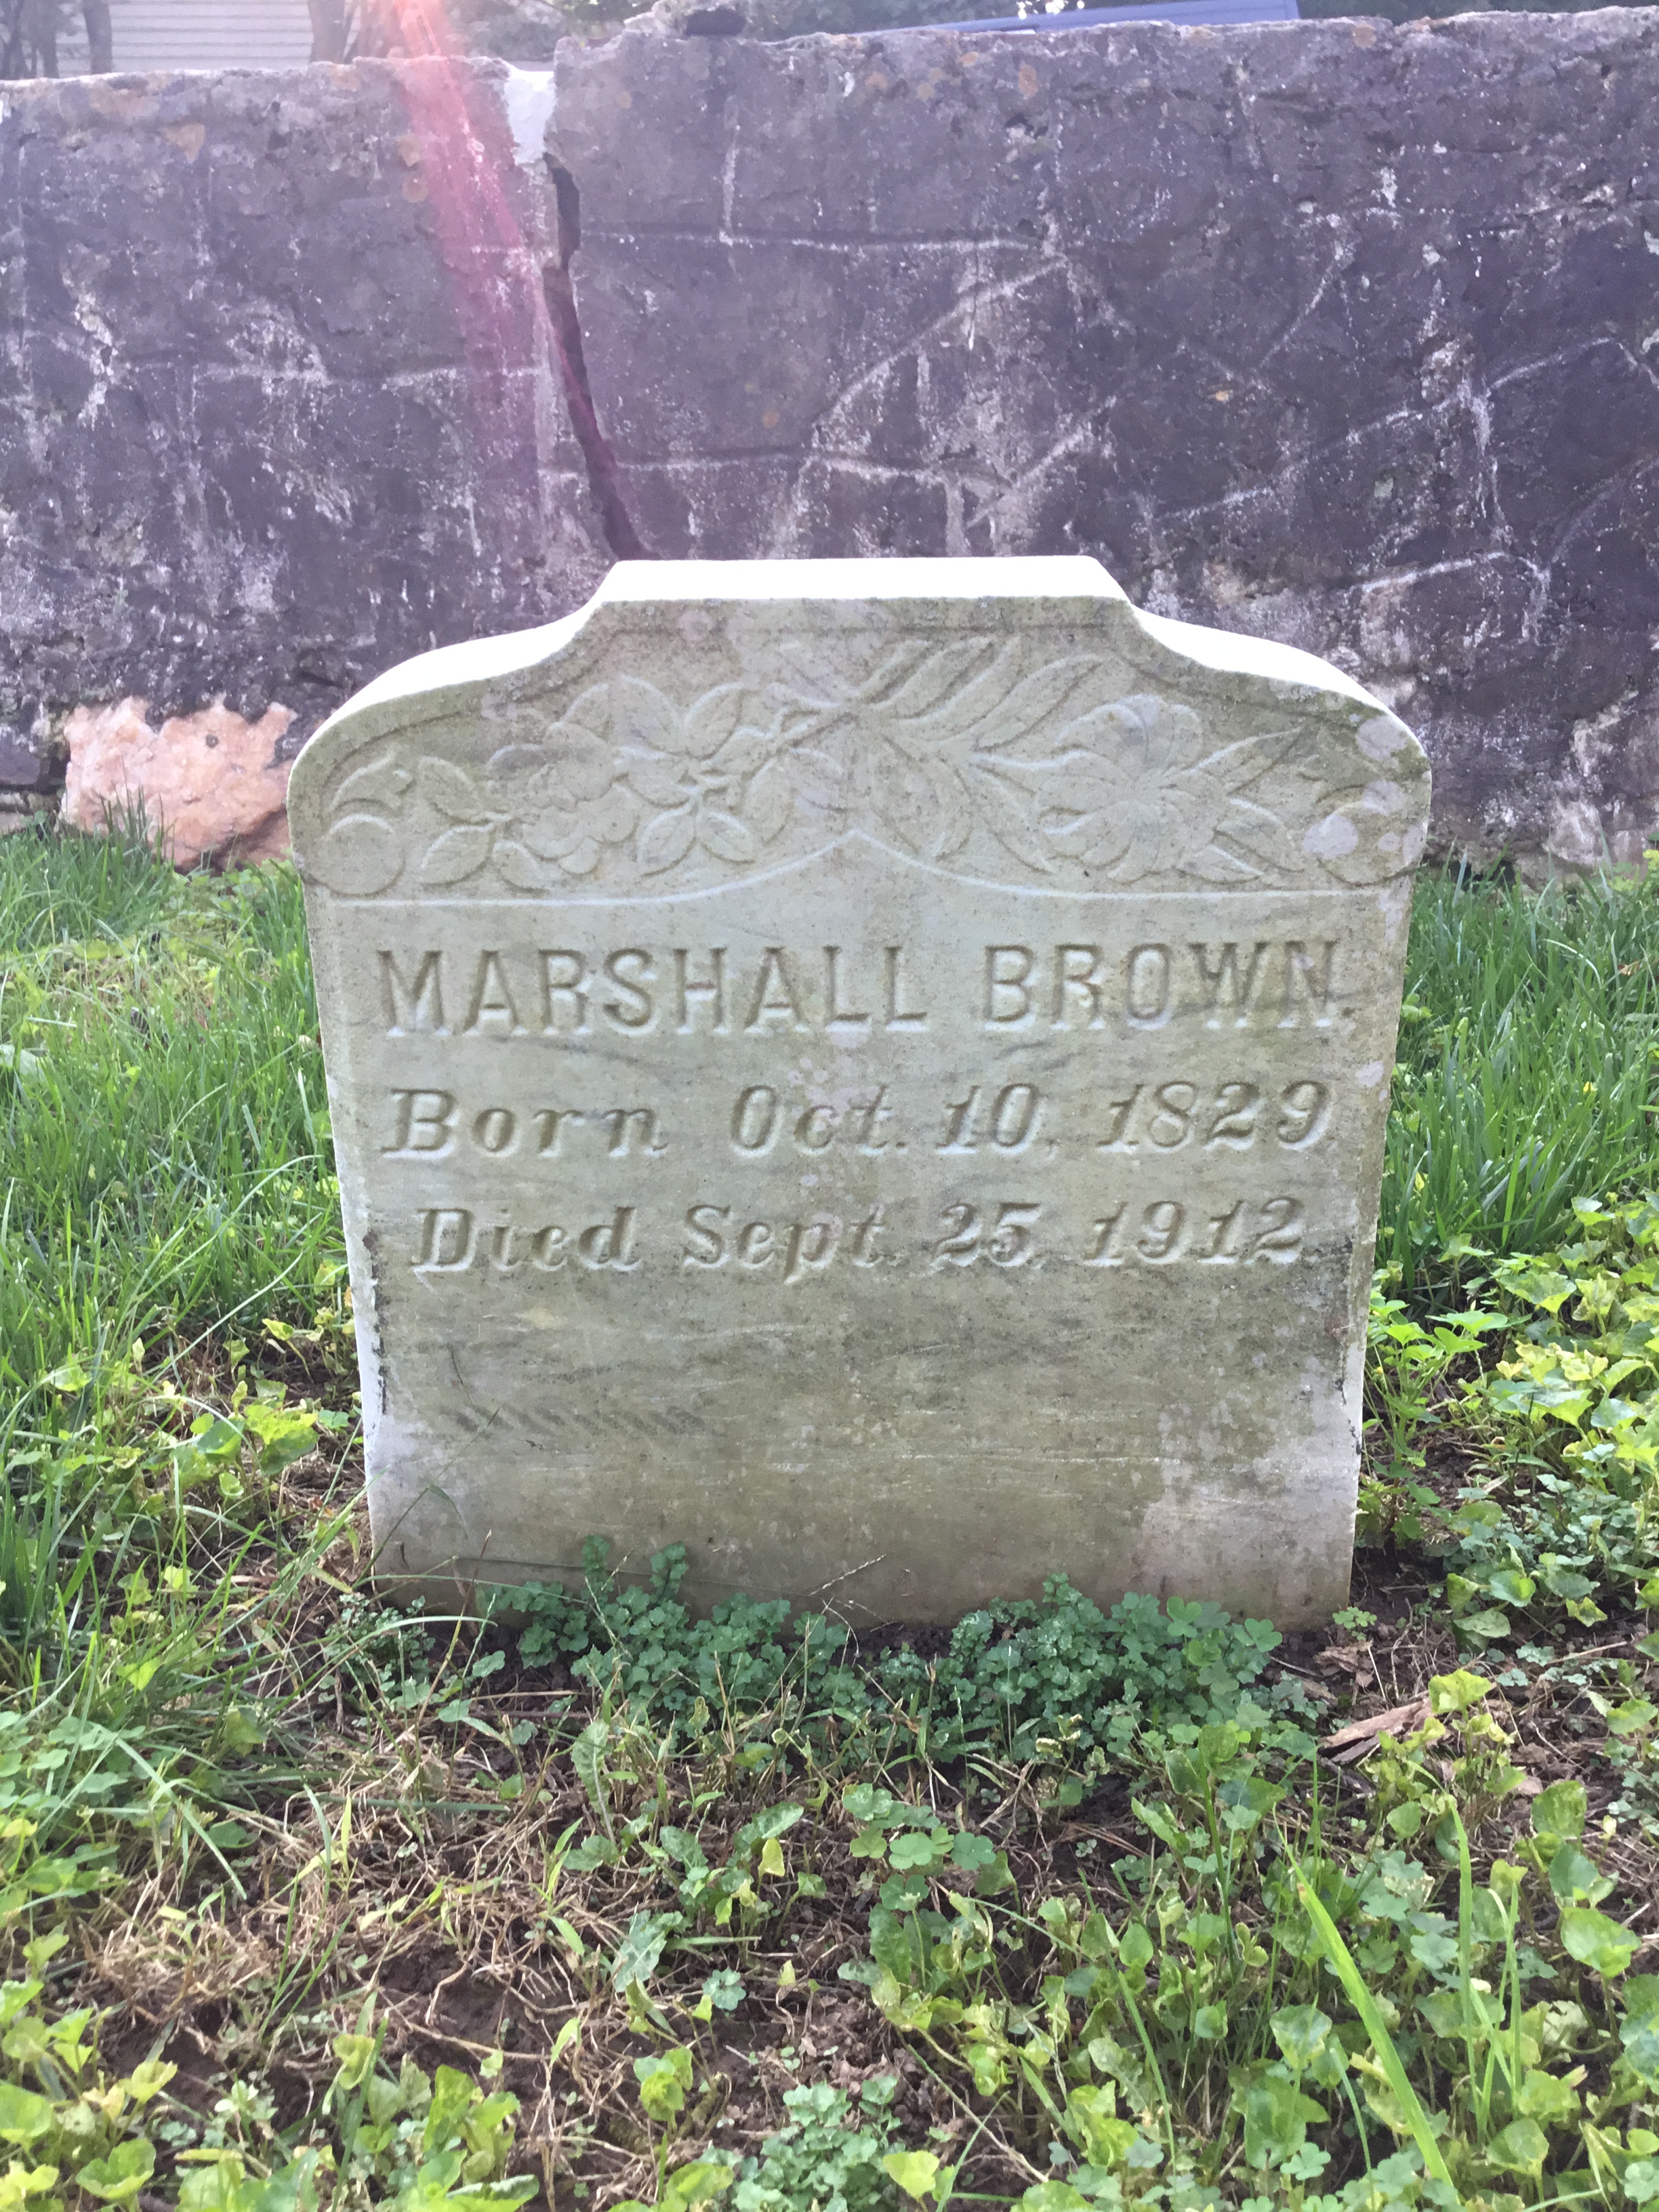 MARSHALL BROWN
Born Oct. 10, 1829
Died Sept. 25, 1912